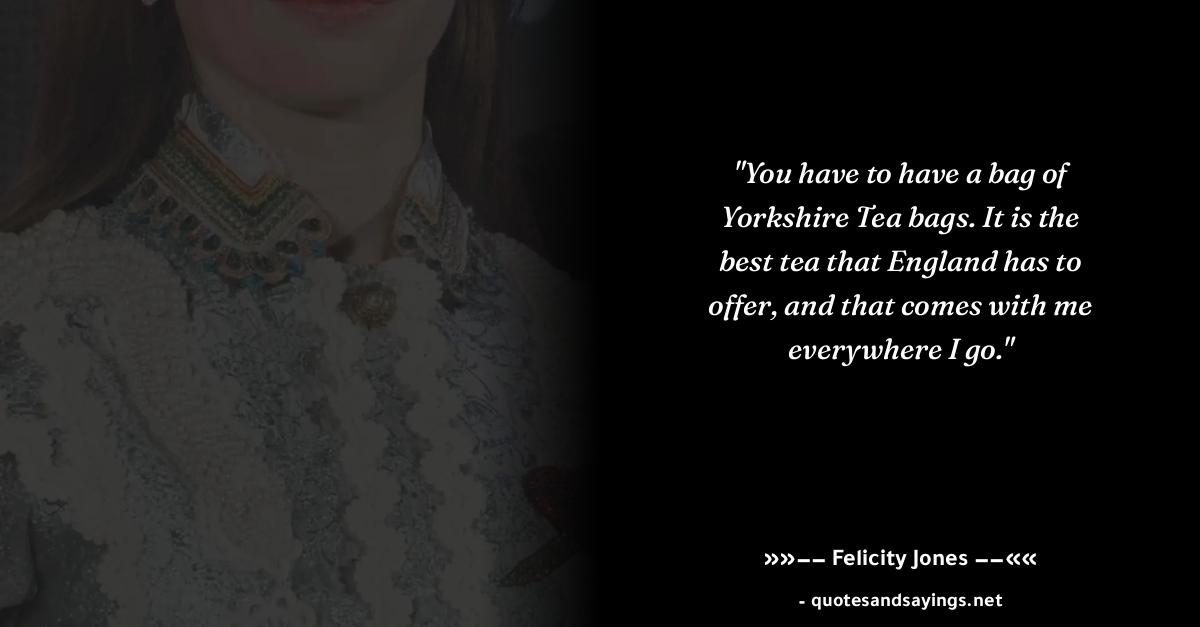 "You have to have a bag of
Yorkshire Tea bags. It is the
best tea that England has to
offer, and that comes with me
everywhere I go."
»»−− Felicity Jones −−««
- quotesandsayings.net